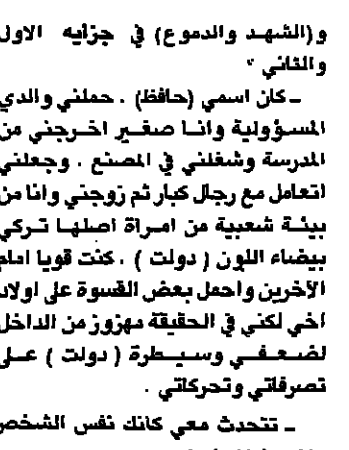 و(الشهد والدموع) في جزأيه الاول
والثاني "
ـ كان اسمي (حافظ) . حملني والدي
المسؤولية وانا صغير اخرجني من
المدرسة وشغلني في المصنع . وجعلني
اتعامل مع رجال كبار ثم زوجني وانا من
بيئة شعبية من امرأة اصلها تركي
بيضاء اللون ( دولت ) . كنت قويا امام
الآخرين واحمل بعض القسوة على اولاد
اخي لكني في الحقيقة مهزوز من الداخل
لضعفي وسيطرة ( دولت ) على
تصرفاتي وتحركاتي .
ـ تتحدث معي كانك نفس الشخص